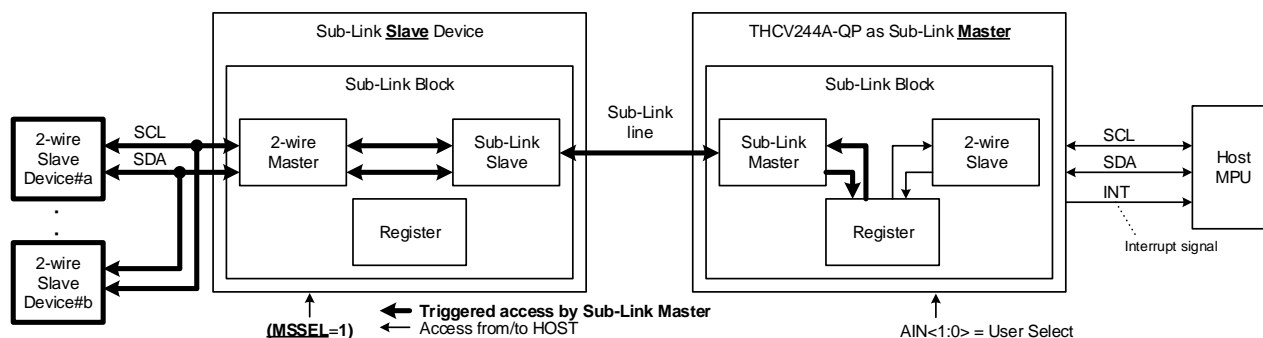 Sub-Link Slave Device
THCV244A-QP as Sub-Link Master
Sub-Link Block
Sub-Link Block
2-wire
Slave
Device#a
SCL
SDA
2-wire
Master
Sub-Link
Slave
Sub-Link
line
Sub-Link
Master
2-wire
Slave
SCL
SDA
INT
Host
MPU
Register
Register
Interrupt signal
2-wire
Slave
Device#b
(MSSEL=1)
Triggered access by Sub-Link Master
Access from/to HOST
AIN<1:0> = User Select